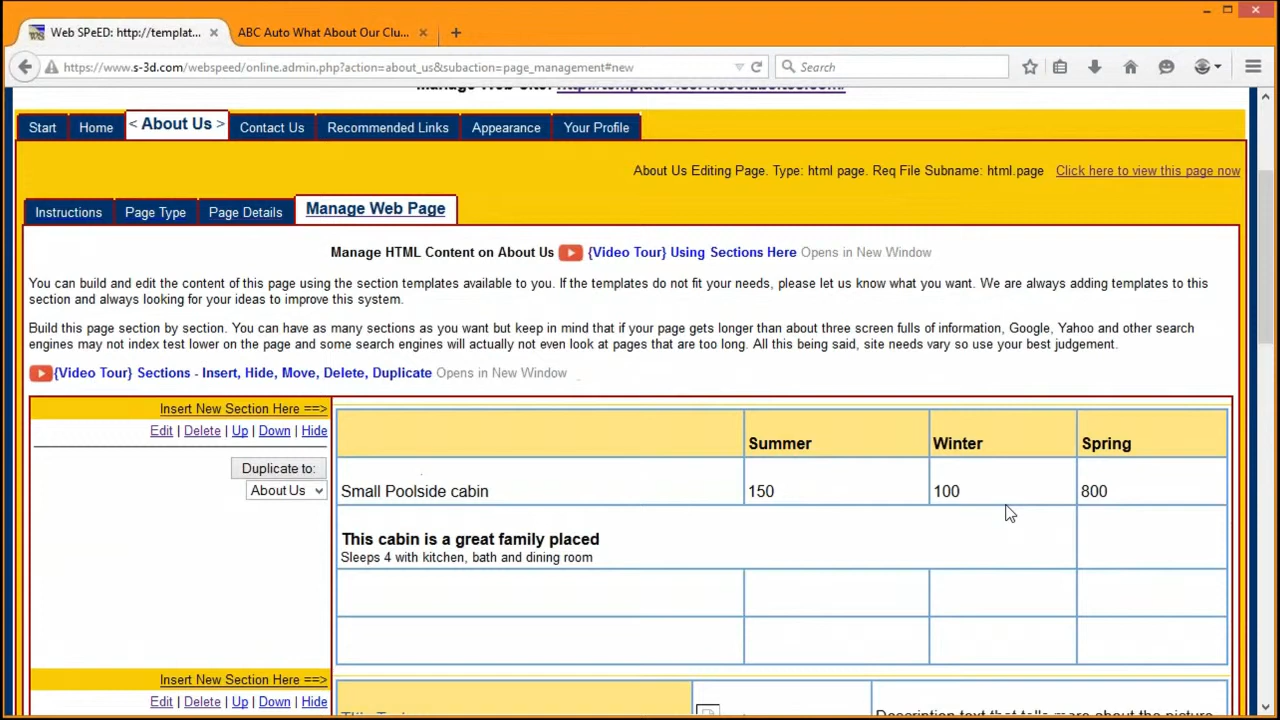 Web SPeED: http://templat...
ABC Auto What About Our Clu...
https://www.s-3d.com/webspeed/online.admin.php?action=about_us&subaction=page_management#new
Search
Start
Home
< About Us >
Contact Us
Recommended Links
Appearance
Your Profile
About Us Editing Page. Type: html page. Req File Subname: html.page Click here to view this page now
Instructions
Page Type
Page Details
Manage Web Page
Manage HTML Content on About Us {Video Tour} Using Sections Here Opens in New Window
You can build and edit the content of this page using the section templates available to you. If the templates do not fit your needs, please let us know what you want. We are always adding templates to this
section and always looking for your ideas to improve this system.
Build this page section by section. You can have as many sections as you want but keep in mind that if your page gets longer than about three screen fulls of information, Google, Yahoo and other search
engines may not index test lower on the page and some search engines will actually not even look at pages that are too long. All this being said, site needs vary so use your best judgement.
{Video Tour} Sections - Insert, Hide, Move, Delete, Duplicate Opens in New Window
Insert New Section Here ==>
Edit | Delete | Up | Down | Hide
Duplicate to:
About Us
Summer Winter Spring
Small Poolside cabin 150 100 800
This cabin is a great family placed
Sleeps 4 with kitchen, bath and dining room
Insert New Section Here ==>
Edit | Delete | Up | Down | Hide
Description text that tells more about the picture